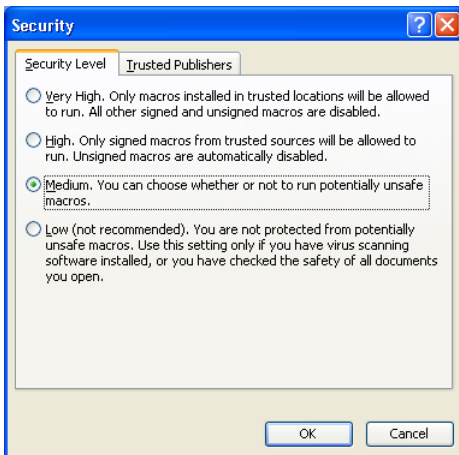 Security
Security Level
Trusted Publishers
Very High. Only macros installed in trusted locations will be allowed
to run. All other signed and unsigned macros are disabled.
High. Only signed macros from trusted sources will be allowed to
run. Unsigned macros are automatically disabled.
Medium. You can choose whether or not to run potentially unsafe
macros.
Low (not recommended). You are not protected from potentially
unsafe macros. Use this setting only if you have virus scanning
software installed, or you have checked the safety of all documents
you open.
OK
Cancel